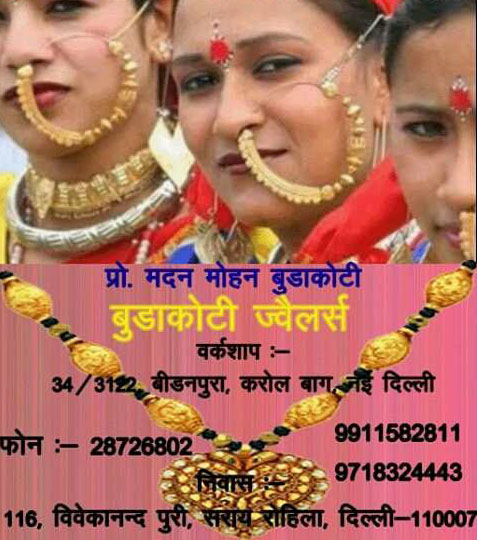 प्रो. मदन मोहन बुडाकोटी
बुडाकोटी ज्वैलर्स
वर्कशाप :–
34/3122, बीडनपुरा, करोल बाग, नई दिल्ली
फोन :– 28726802
9911582811
9718324443
निवास :–
116, विवेकानन्द पुरी, सराय रोहिला, दिल्ली–110007